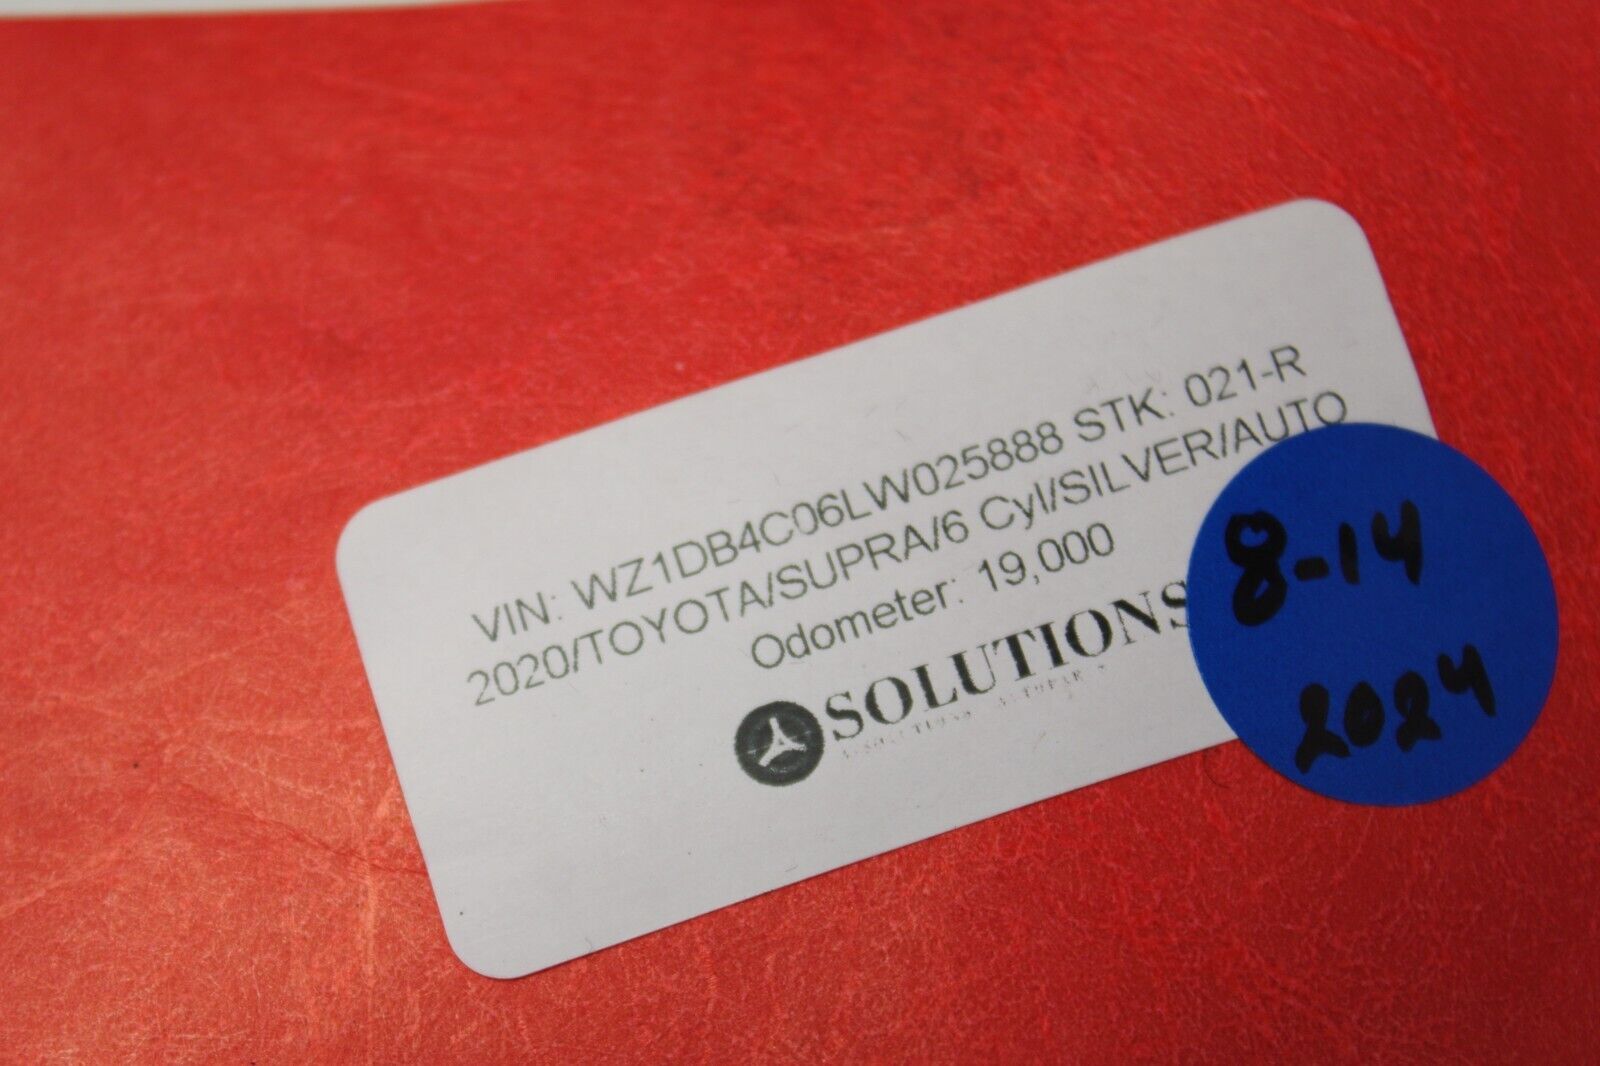 VIN: WZ1DB4C06LW025888 STK: 021-R
2020/TOYOTA/SUPRA/6 Cyl/SILVER/AUTO
Odometer: 19,000
SOLUTIONS
8-14
2024